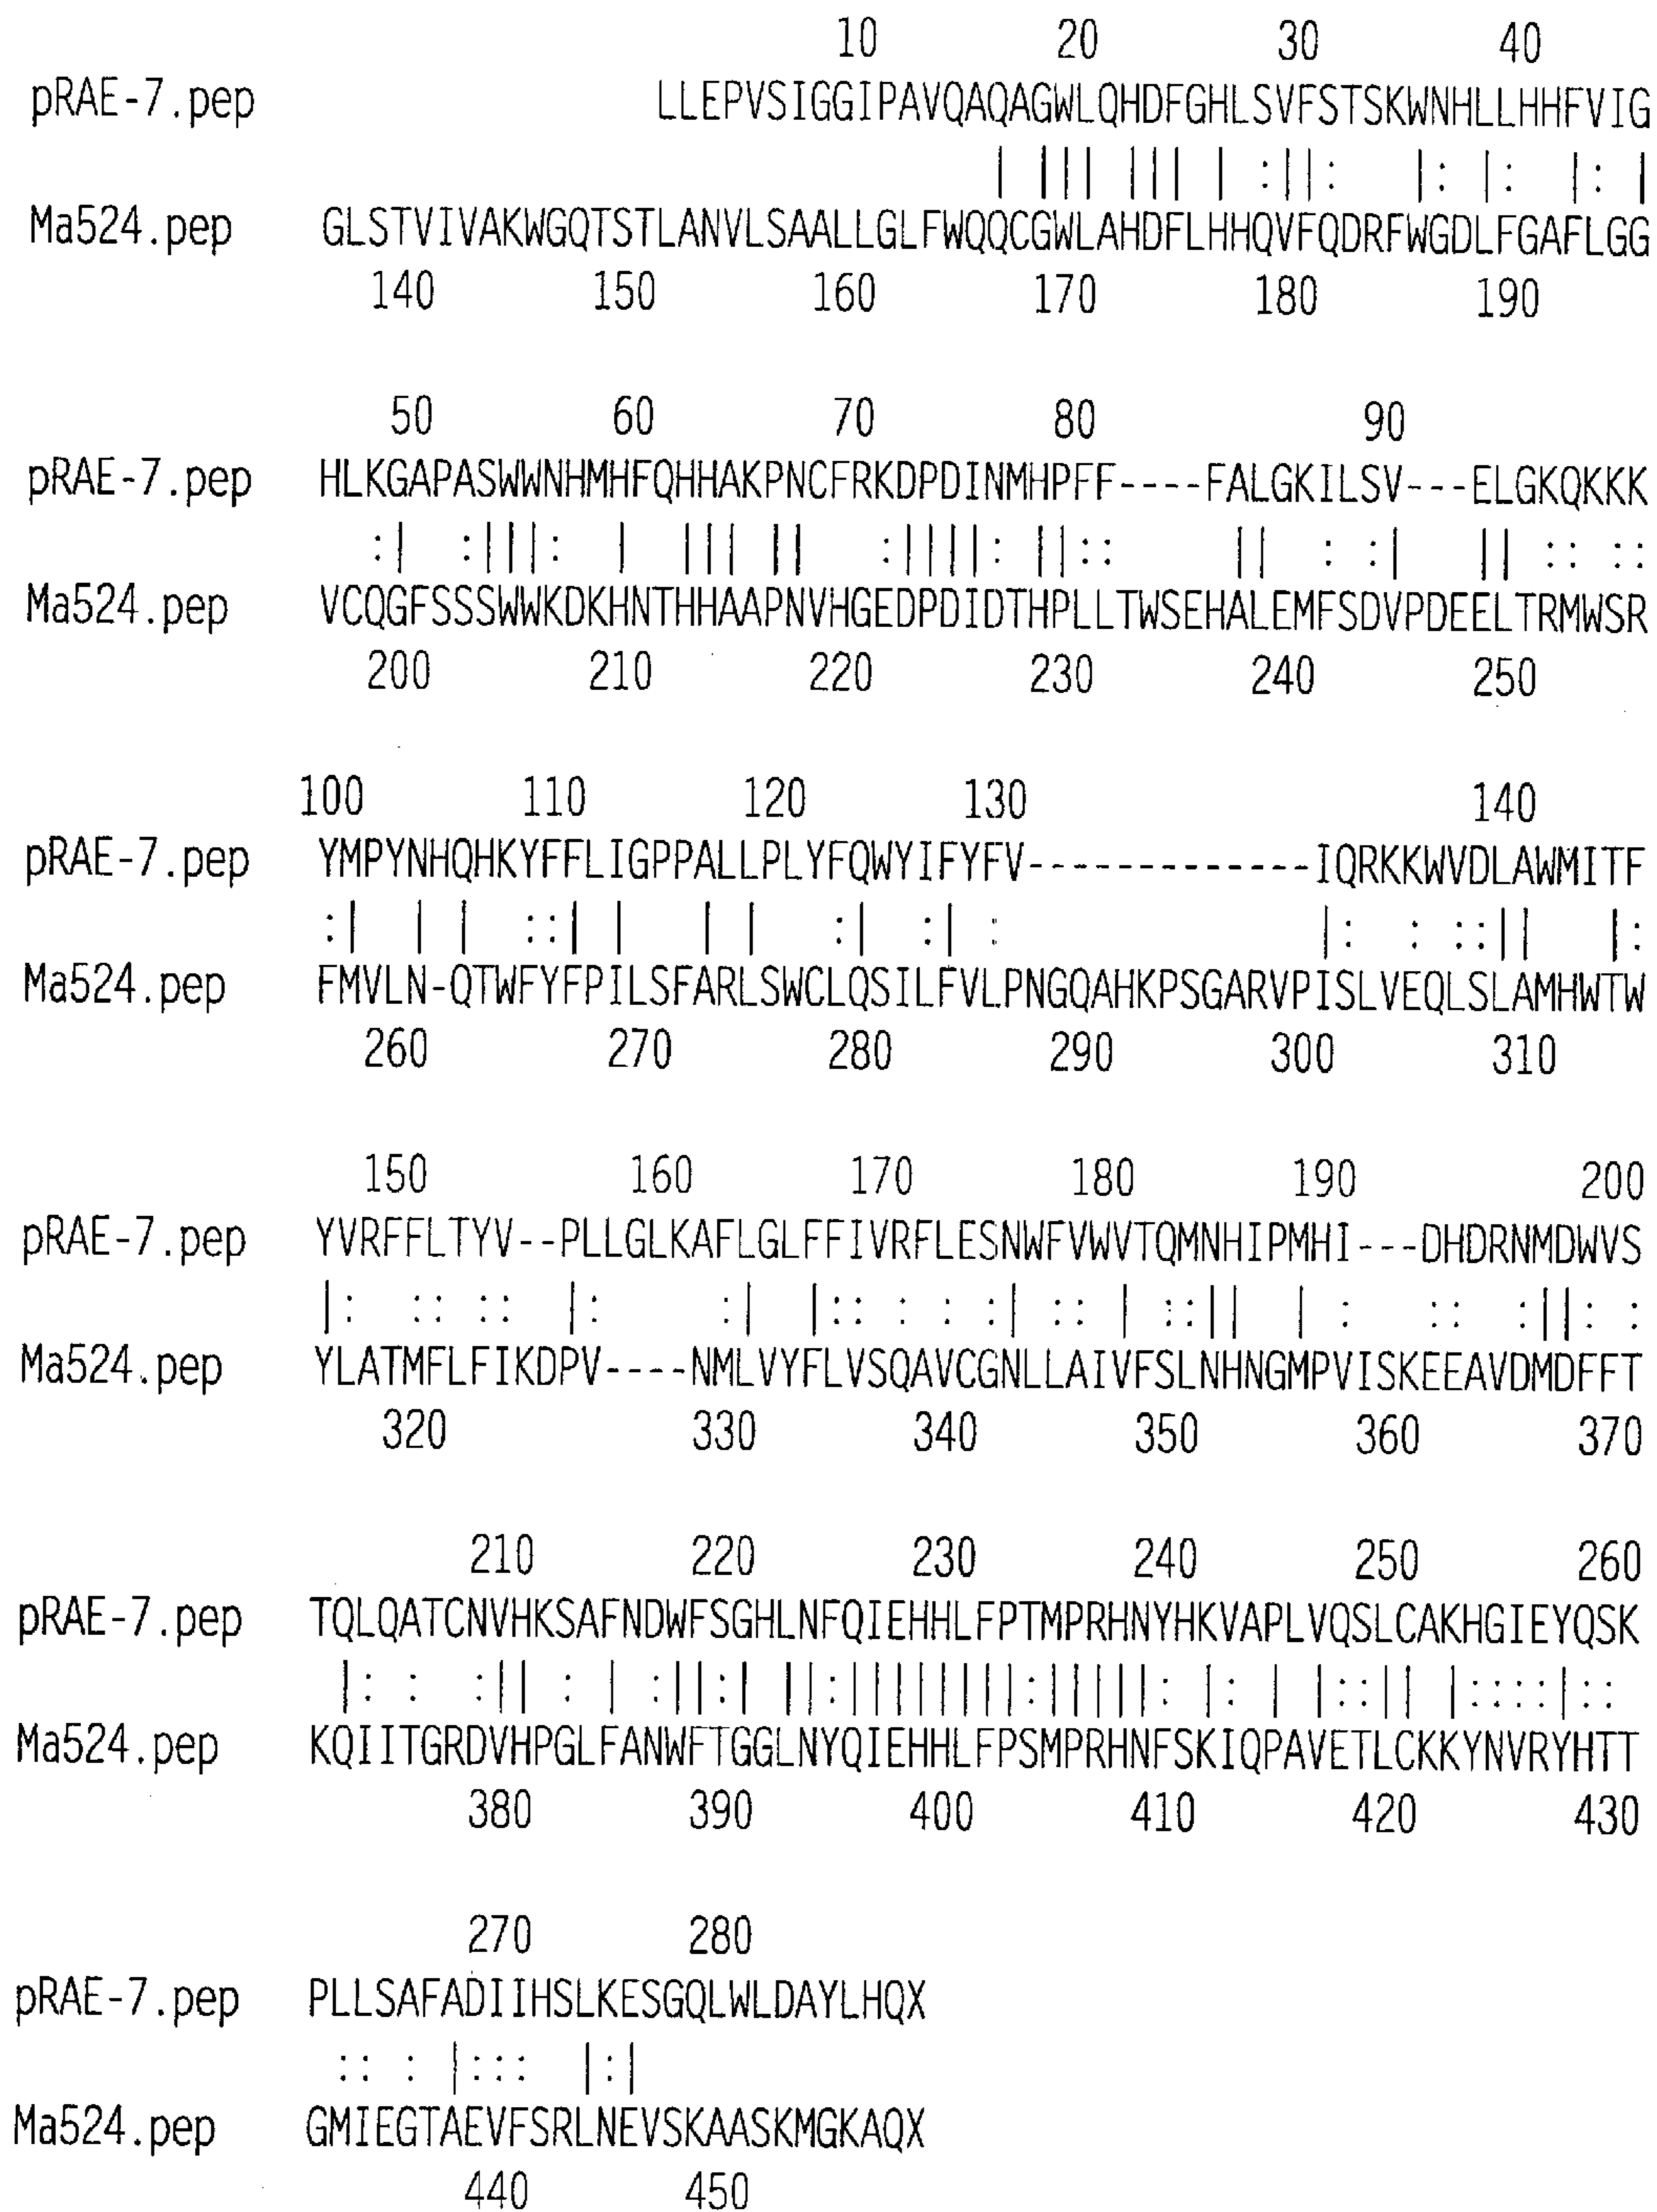 10 20 30 40
pRAE-7.pep LLEPVSIGGIPAVQAQAGWLQHDFGHLSVFSTSKWNHLLHHFVIG
| ||| ||| | :||: |: |: |: |
Ma524.pep GLSTVIVAKWGQTSTLANVLSAALLGLFWQQCGWLAHDFLHHQVFQDRFWGDLFGAFLGG
140 150 160 170 180 190
50 60 70 80 90
pRAE-7.pep HLKGAPASWWNHMHFQHHAKPNCFRKDPDINMHPFF----FALGKILSV---ELGKQKKK
:| :|||: | ||| || :||||: ||:: || : :| || :: ::
Ma524.pep VCQGFSSSWWKDKHNTHHAAPNVHGEDPDIDTHPLLTWSEHALEMFSDVPDEELTRMWSR
200 210 220 230 240 250
100 110 120 130 140
pRAE-7.pep YMPYNHQHKYFFLIGPPALLPLYFQWYIFYFV-------------IQRKKWVDLAWMITF
:| | | ::| | | | :| :| : |: : ::|| |:
Ma524.pep FMVLN-QTWFYFPILSFARLSWCLQSILFVLPNGQAHKPSGARVPISLVEQLSLAMHWTW
260 270 280 290 300 310
150 160 170 180 190 200
pRAE-7.pep YVRFFLTYV--PLLGLKAFLGLFFIVRFLESNWFVWVTQMNHIPMHI---DHDRNMDWVS
|: :: :: |: :| |:: : : :| :: | ::|| | : :: :||: :
Ma524.pep YLATMFLFIKDPV----NMLVYFLVSQAVCGNLLAIVFSLNHNGMPVISKEEAVDMDFFT
320 330 340 350 360 370
210 220 230 240 250 260
pRAE-7.pep TQLQATCNVHKSAFNDWFSGHLNFQIEHHLFPTMPRHNYHKVAPLVQSLCAKHGIEYQSK
|: : :|| : | :||:| ||:||||||||:|||||: |: | |::|| |::::|::
Ma524.pep KQIITGRDVHPGLFANWFTGGLNYQIEHHLFPSMPRHNFSKIQPAVETLCKKYNVRYHTT
380 390 400 410 420 430
270 280
pRAE-7.pep PLLSAFADIIHSLKESGQLWLDAYLHQX
:: : |::: |:|
Ma524.pep GMIEGTAEVFSRLNEVSKAASKMGKAQX
440 450